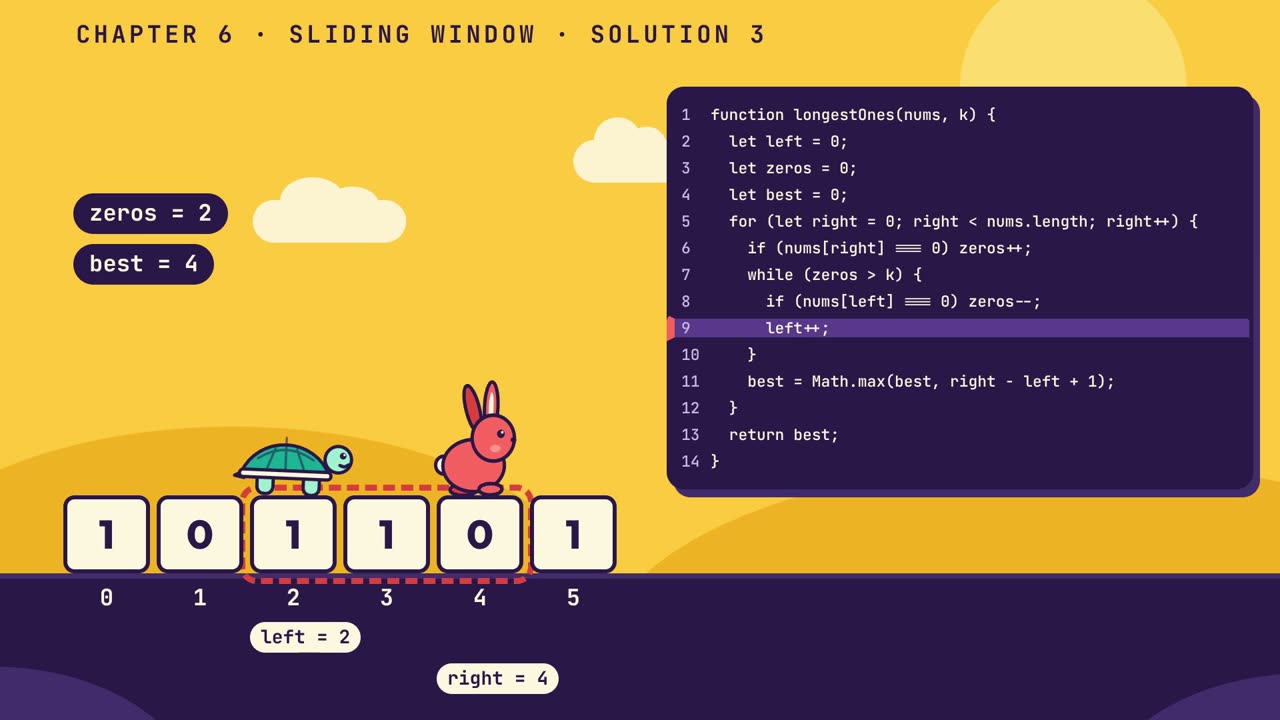 CHAPTER 6 · SLIDING WINDOW · SOLUTION 3
zeros = 2
best = 4
1 function longestOnes(nums, k) {
2 let left = 0;
3 let zeros = 0;
4 let best = 0;
5 for (let right = 0; right < nums.length; right++) {
6 if (nums[right] === 0) zeros++;
7 while (zeros > k) {
8 if (nums[left] === 0) zeros--;
9 left++;
10 }
11 best = Math.max(best, right - left + 1);
12 }
13 return best;
14 }
1 0 1 1 0 1
0 1 2 3 4 5
left = 2
right = 4